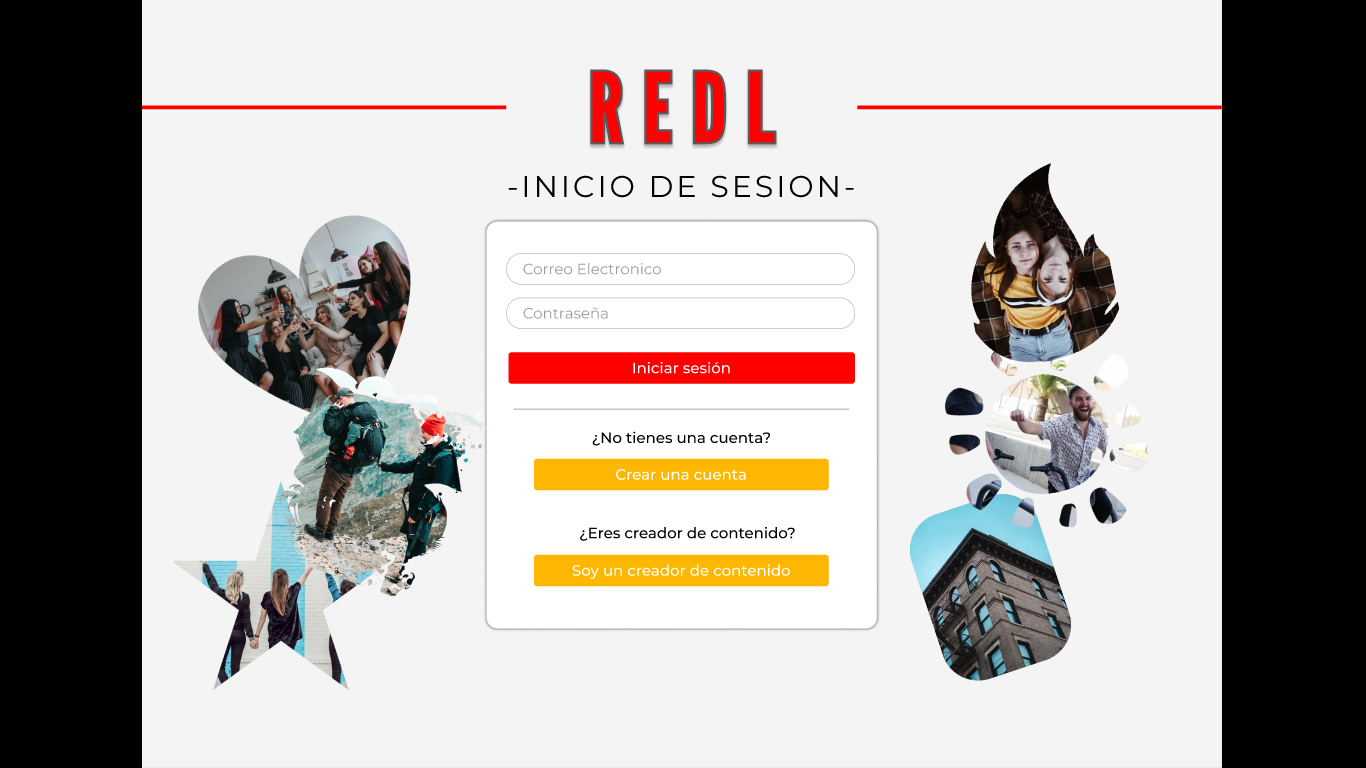 REDL
-INICIO DE SESION-
Correo Electronico
Contraseña
Iniciar sesión
¿No tienes una cuenta?
Crear una cuenta
¿Eres creador de contenido?
Soy un creador de contenido